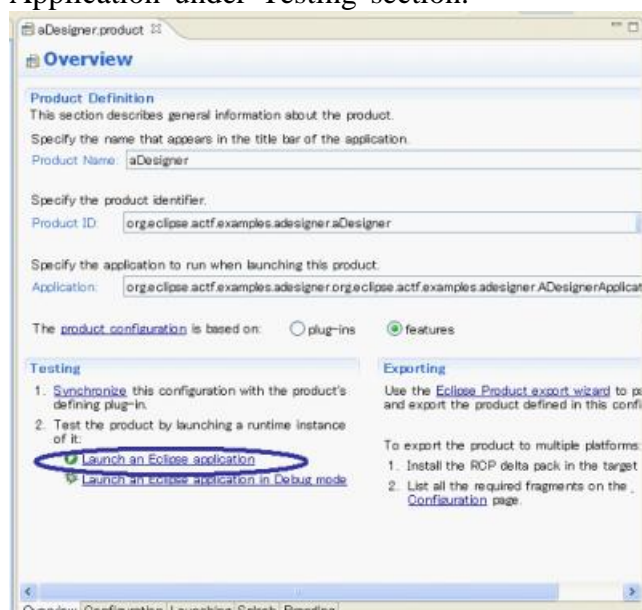 Application under Testing section.
aDesigner.product
Overview
Product Definition
This section describes general information about the product.
Specify the name that appears in the title bar of the application.
Product Name: aDesigner
Specify the product identifier.
Product ID: org.eclipse.actf.examples.adesigner.aDesigner
Specify the application to run when launching this product.
Application: org.eclipse.actf.examples.adesigner.org.eclipse.actf.examples.adesigner.ADesignerApplicat
The product configuration is based on: plug-ins features
Testing
1. Synchronize this configuration with the product's
defining plug-in.
2. Test the product by launching a runtime instance
of it:
Launch an Eclipse application
Launch an Eclipse application in Debug mode
Exporting
Use the Eclipse Product export wizard to pa
and export the product defined in this confi
To export the product to multiple platforms:
1. Install the RCP delta pack in the target
2. List all the required fragments on the
Configuration page.
Overview Configuration Launching Splash Branding